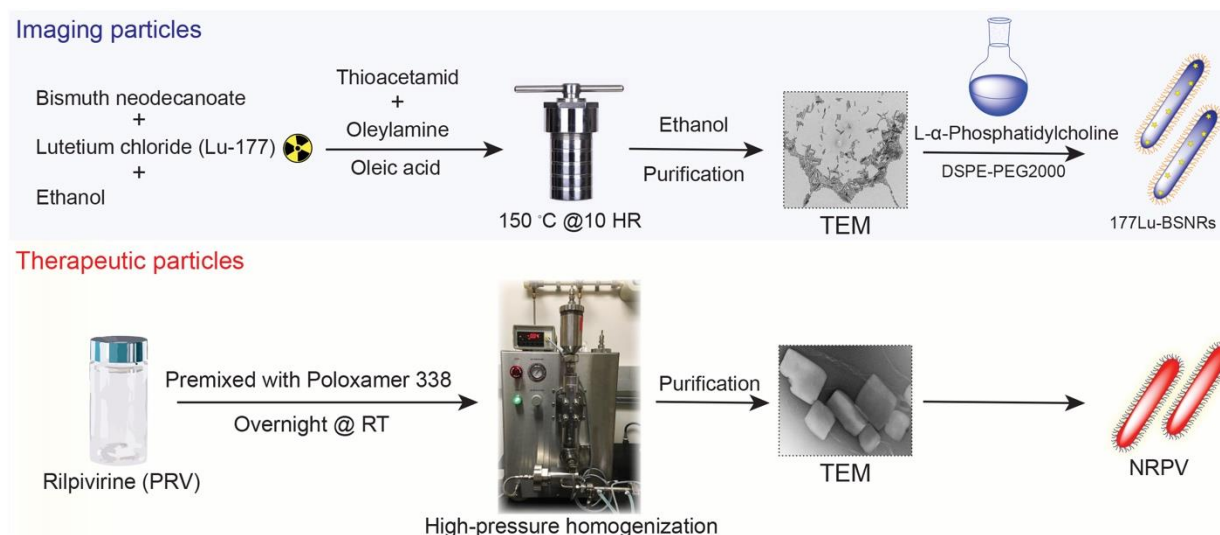 Imaging particles
Bismuth neodecanoate
+
Lutetium chloride (Lu-177)
+
Ethanol
Thioacetamid
+
Oleylamine
Oleic acid
150 °C @10 HR
Ethanol
Purification
TEM
L-α-Phosphatidylcholine
DSPE-PEG2000
177Lu-BSNRs
Therapeutic particles
Rilpivirine (PRV)
Premixed with Poloxamer 338
Overnight @ RT
High-pressure homogenization
Purification
TEM
NRPV